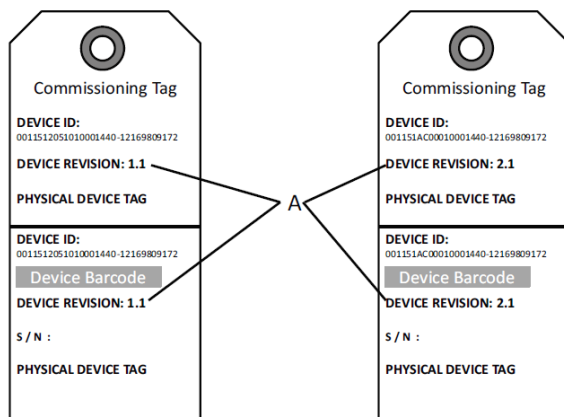 Commissioning Tag
DEVICE ID:
0011512051010001440-12169809172
DEVICE REVISION: 1.1
PHYSICAL DEVICE TAG
DEVICE ID:
0011512051010001440-12169809172
Device Barcode
DEVICE REVISION: 1.1
S / N :
PHYSICAL DEVICE TAG
A
Commissioning Tag
DEVICE ID:
001151AC00010001440-12169809172
DEVICE REVISION: 2.1
PHYSICAL DEVICE TAG
DEVICE ID:
001151AC00010001440-12169809172
Device Barcode
DEVICE REVISION: 2.1
S / N :
PHYSICAL DEVICE TAG